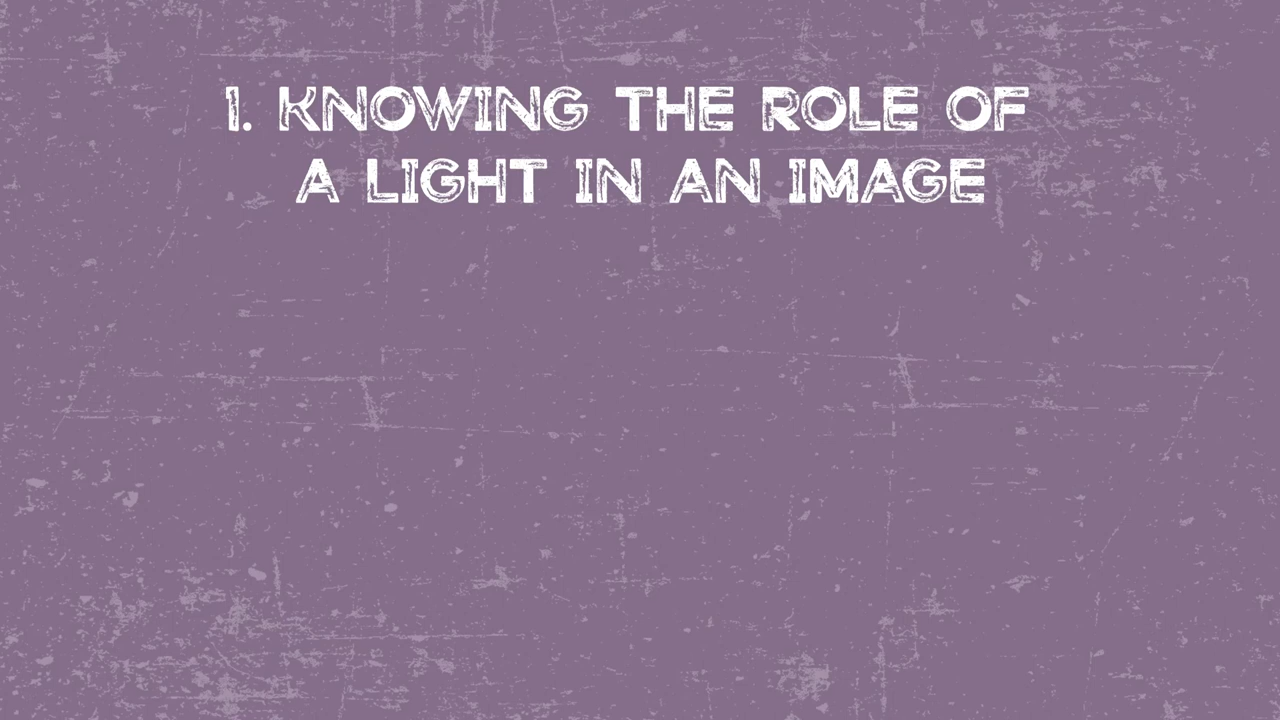 1. KNOWING THE ROLE OF
A LIGHT IN AN IMAGE